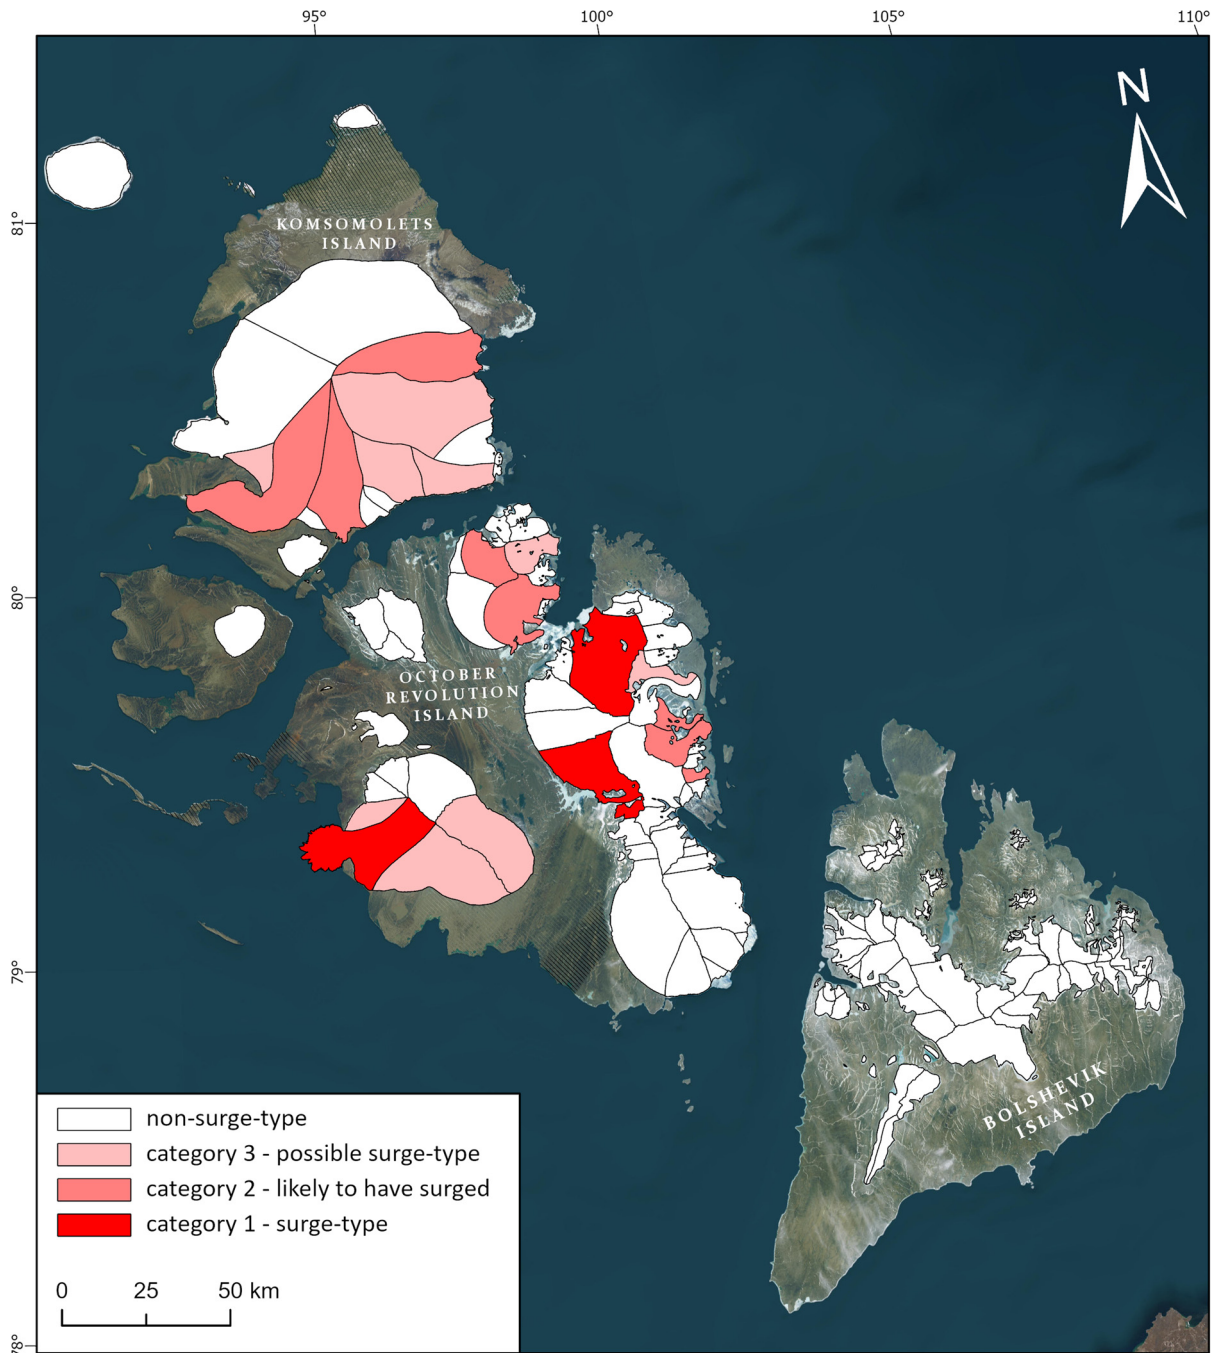 95°
100°
105°
110°
N
81°
KOMSOMOLETS
ISLAND
80°
OCTOBER
REVOLUTION
ISLAND
79°
BOLSHEVIK
ISLAND
non-surge-type
category 3 - possible surge-type
category 2 - likely to have surged
category 1 - surge-type
0 25 50 km
78°